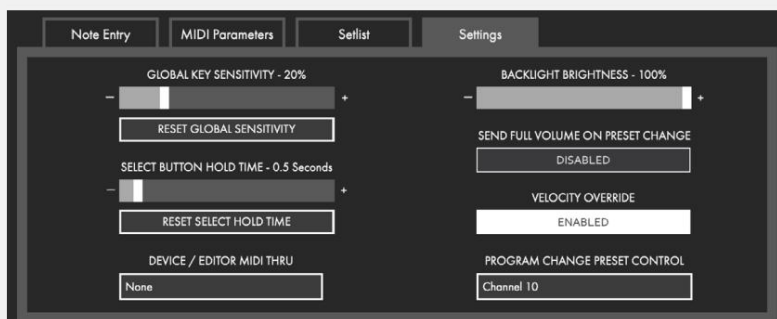 Note Entry
MIDI Parameters
Setlist
Settings
GLOBAL KEY SENSITIVITY - 20%
– +
RESET GLOBAL SENSITIVITY
SELECT BUTTON HOLD TIME - 0.5 Seconds
– +
RESET SELECT HOLD TIME
DEVICE / EDITOR MIDI THRU
None
BACKLIGHT BRIGHTNESS - 100%
– +
SEND FULL VOLUME ON PRESET CHANGE
DISABLED
VELOCITY OVERRIDE
ENABLED
PROGRAM CHANGE PRESET CONTROL
Channel 10